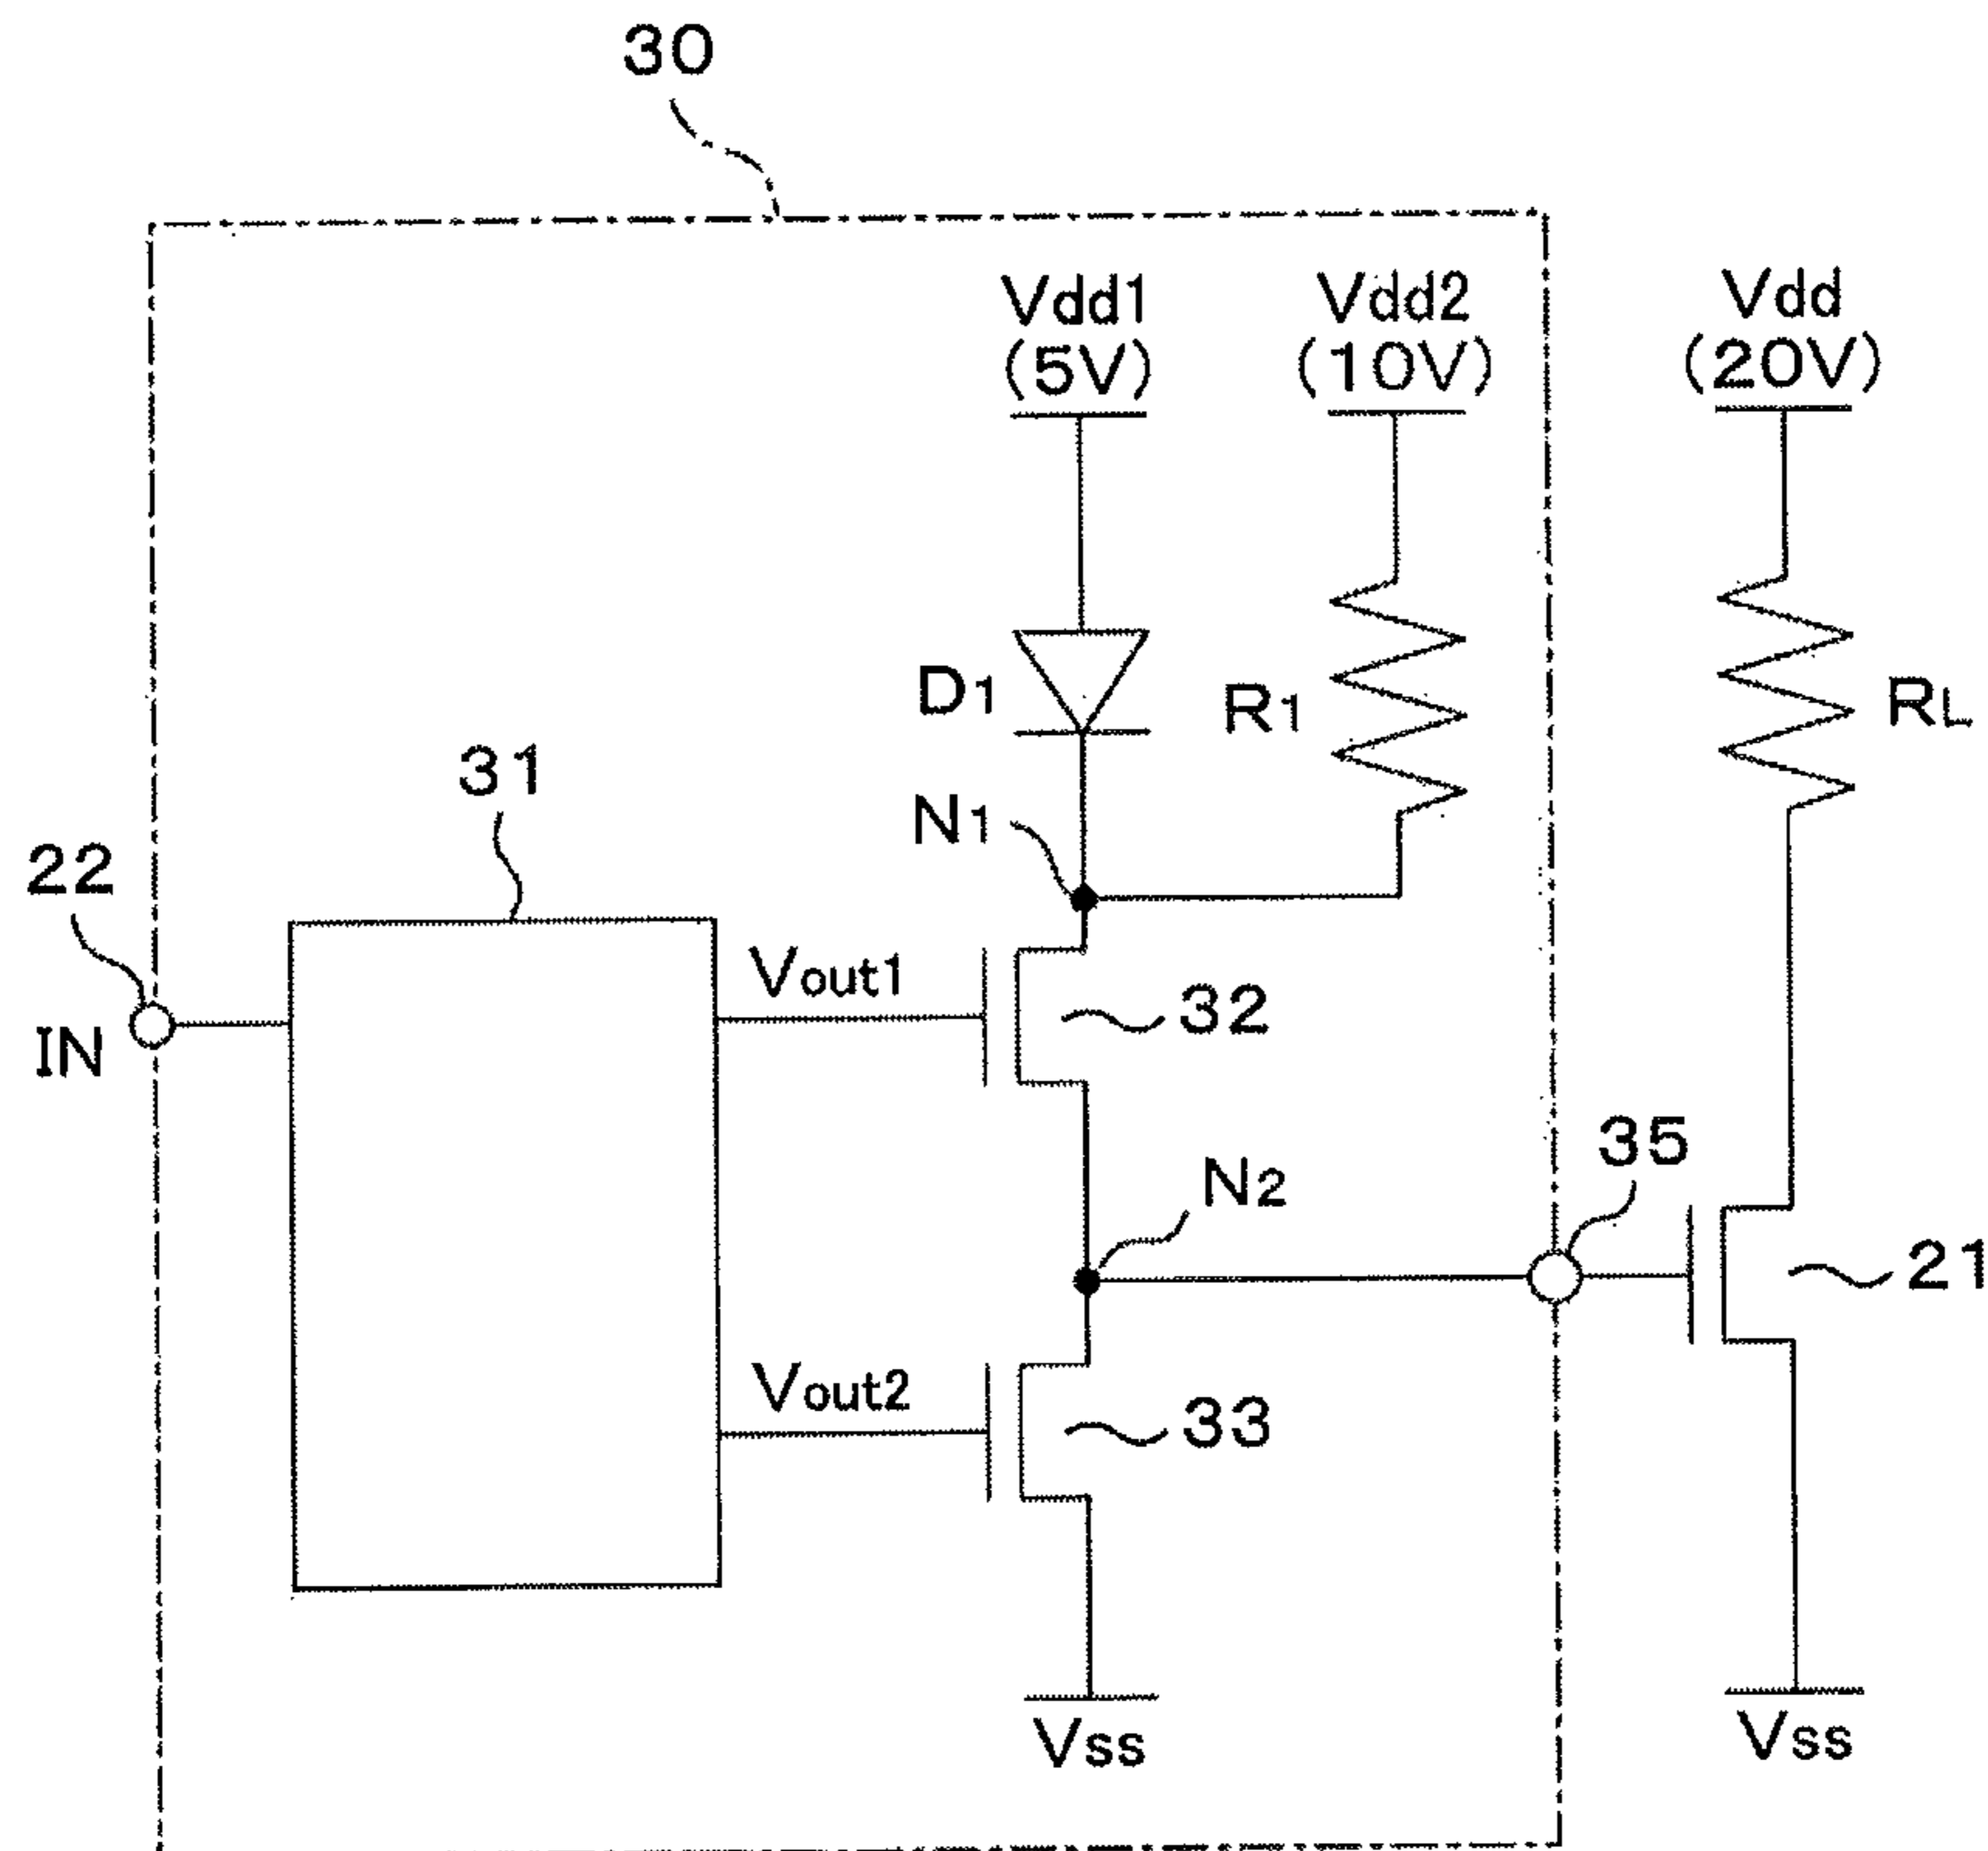 30
Vdd1
(5V)
Vdd2
(10V)
Vdd
(20V)
D1
R1
RL
31
N1
22
Vout1
32
IN
35
N2
21
Vout2
33
Vss
Vss